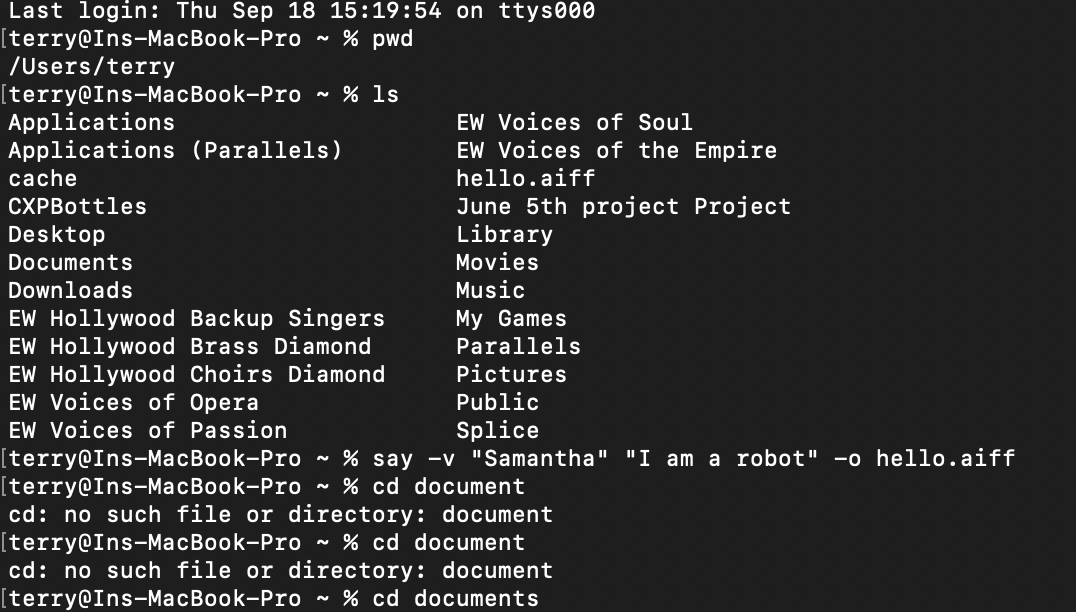 Last login: Thu Sep 18 15:19:54 on ttys000
[terry@Ins-MacBook-Pro ~ % pwd
/Users/terry
[terry@Ins-MacBook-Pro ~ % ls
Applications                    EW Voices of Soul
Applications (Parallels)        EW Voices of the Empire
cache                           hello.aiff
CXPBottles                      June 5th project Project
Desktop                         Library
Documents                       Movies
Downloads                       Music
EW Hollywood Backup Singers     My Games
EW Hollywood Brass Diamond      Parallels
EW Hollywood Choirs Diamond     Pictures
EW Voices of Opera              Public
EW Voices of Passion            Splice
[terry@Ins-MacBook-Pro ~ % say -v "Samantha" "I am a robot" -o hello.aiff
[terry@Ins-MacBook-Pro ~ % cd document
cd: no such file or directory: document
[terry@Ins-MacBook-Pro ~ % cd document
cd: no such file or directory: document
[terry@Ins-MacBook-Pro ~ % cd documents